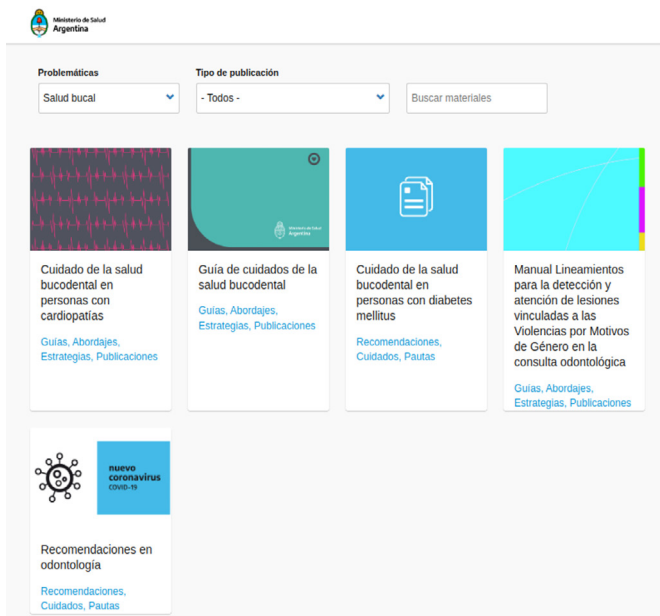 Ministerio de Salud
Argentina
Problemáticas
Tipo de publicación
Salud bucal
- Todos -
Buscar materiales
Ministerio de Salud
Argentina
Cuidado de la salud
bucodental en
personas con
cardiopatías
Guías, Abordajes,
Estrategias, Publicaciones
Guía de cuidados de la
salud bucodental
Guías, Abordajes,
Estrategias, Publicaciones
Cuidado de la salud
bucodental en
personas con diabetes
mellitus
Recomendaciones,
Cuidados, Pautas
Manual Lineamientos
para la detección y
atención de lesiones
vinculadas a las
Violencias por Motivos
de Género en la
consulta odontológica
Guías, Abordajes,
Estrategias, Publicaciones
nuevo
coronavirus
COVID-19
Recomendaciones en
odontología
Recomendaciones,
Cuidados, Pautas